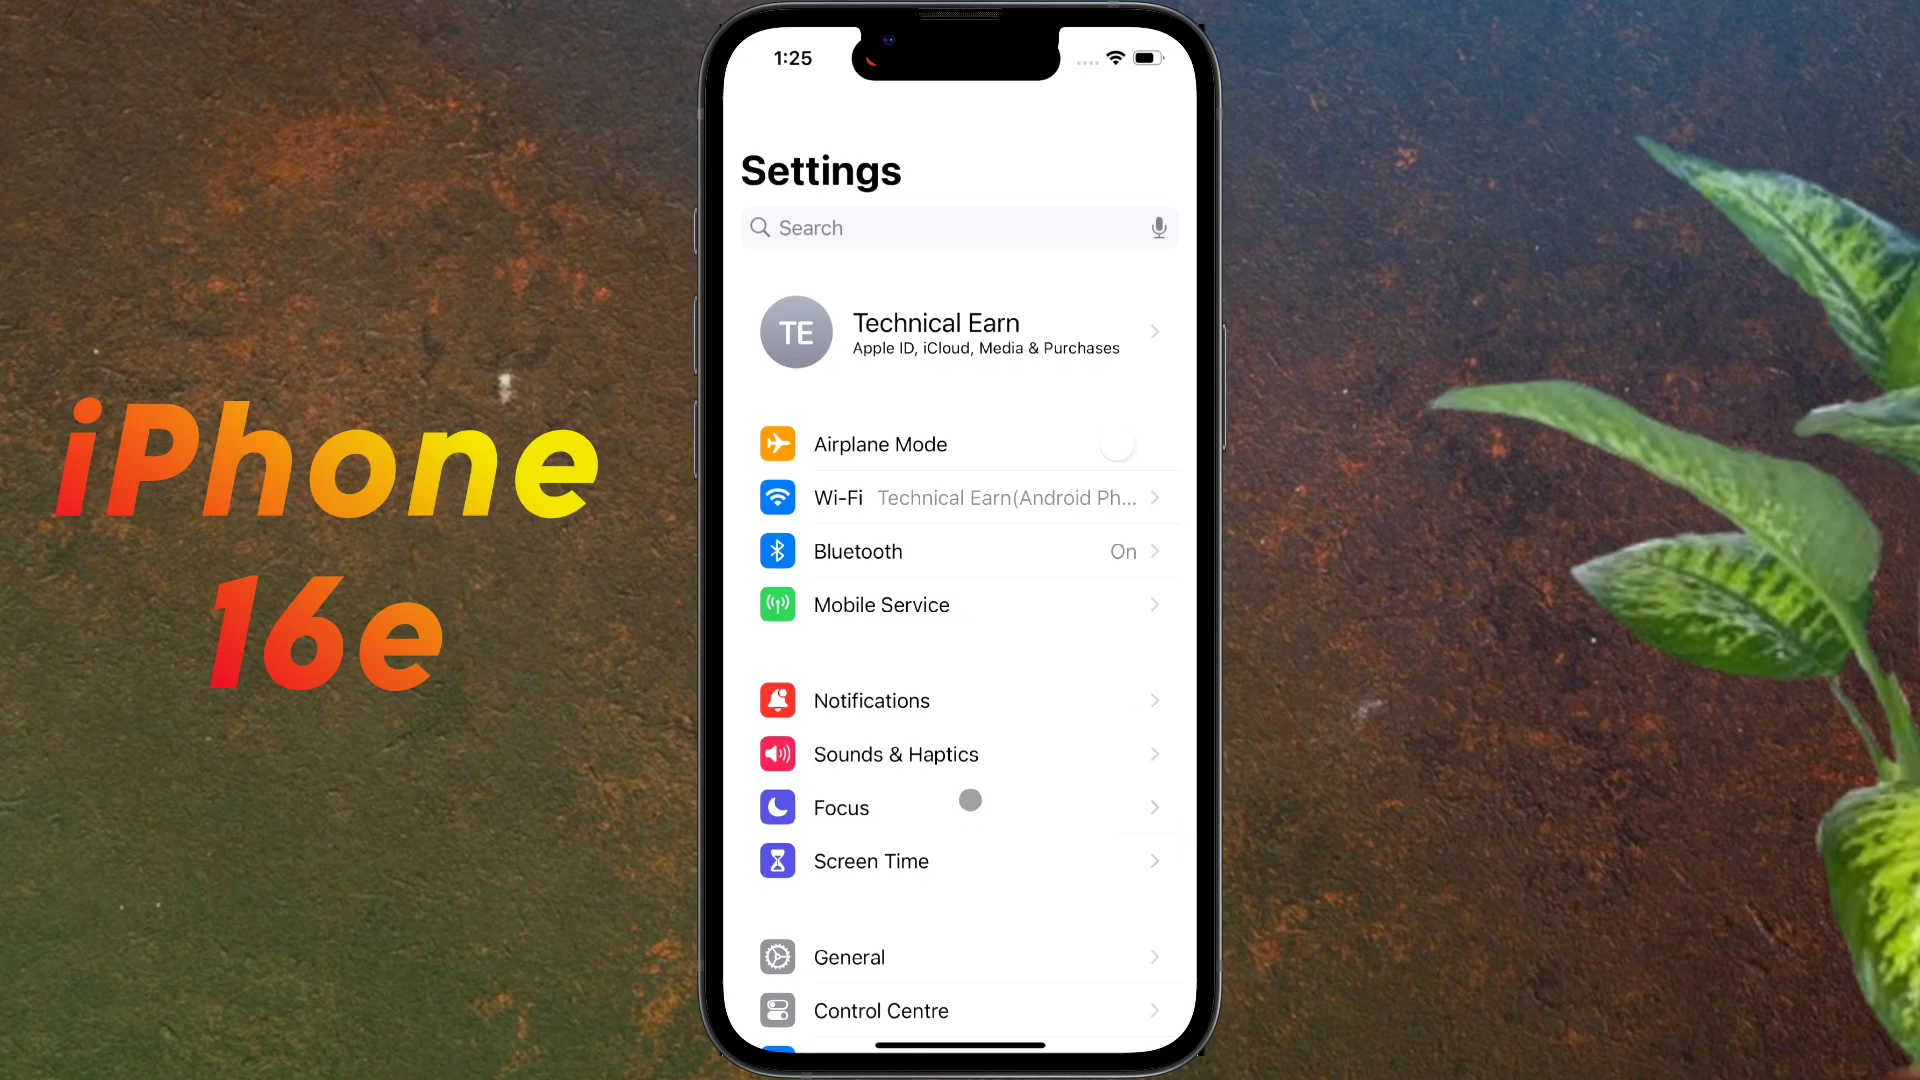 iPhone
16e
1:25
Settings
Search
TE
Technical Earn
Apple ID, iCloud, Media & Purchases
Airplane Mode
Wi-Fi Technical Earn(Android Ph...
Bluetooth On
Mobile Service
Notifications
Sounds & Haptics
Focus
Screen Time
General
Control Centre